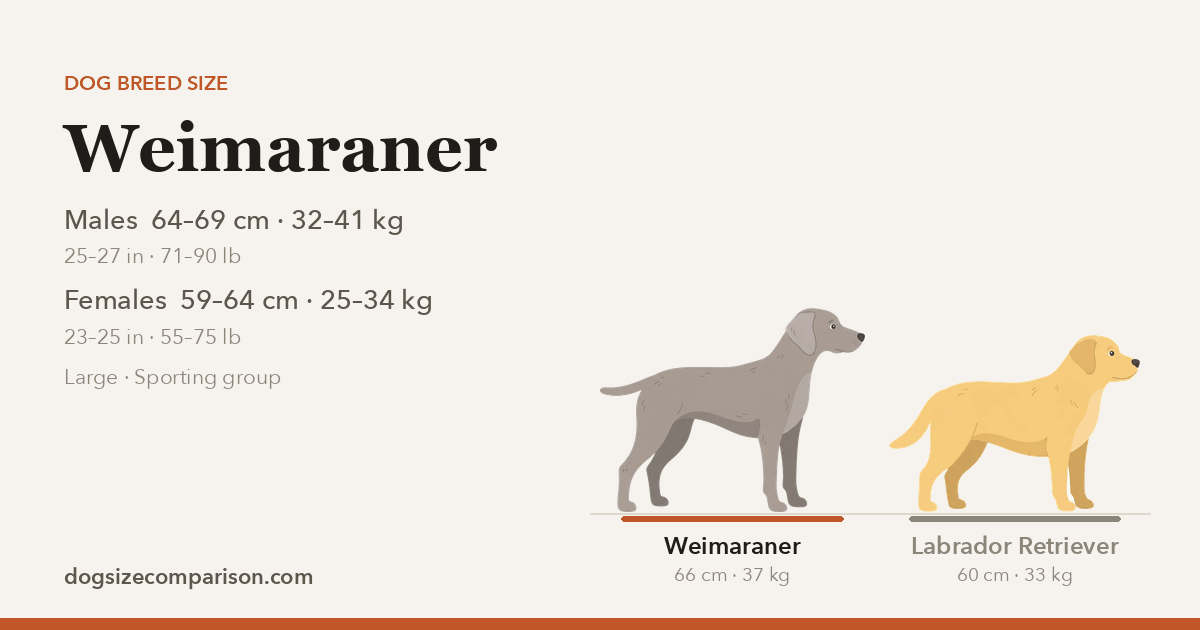 DOG BREED SIZE
Weimaraner
Males 64–69 cm · 32–41 kg
25–27 in · 71–90 lb
Females 59–64 cm · 25–34 kg
23–25 in · 55–75 lb
Large · Sporting group
Weimaraner
66 cm · 37 kg
Labrador Retriever
60 cm · 33 kg
dogsizecomparison.com